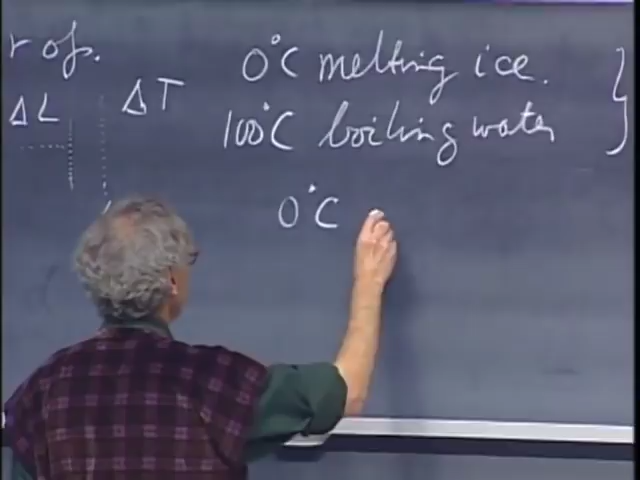 r of.
ΔL ΔT
0°C melting ice.
100°C boiling water
0°C